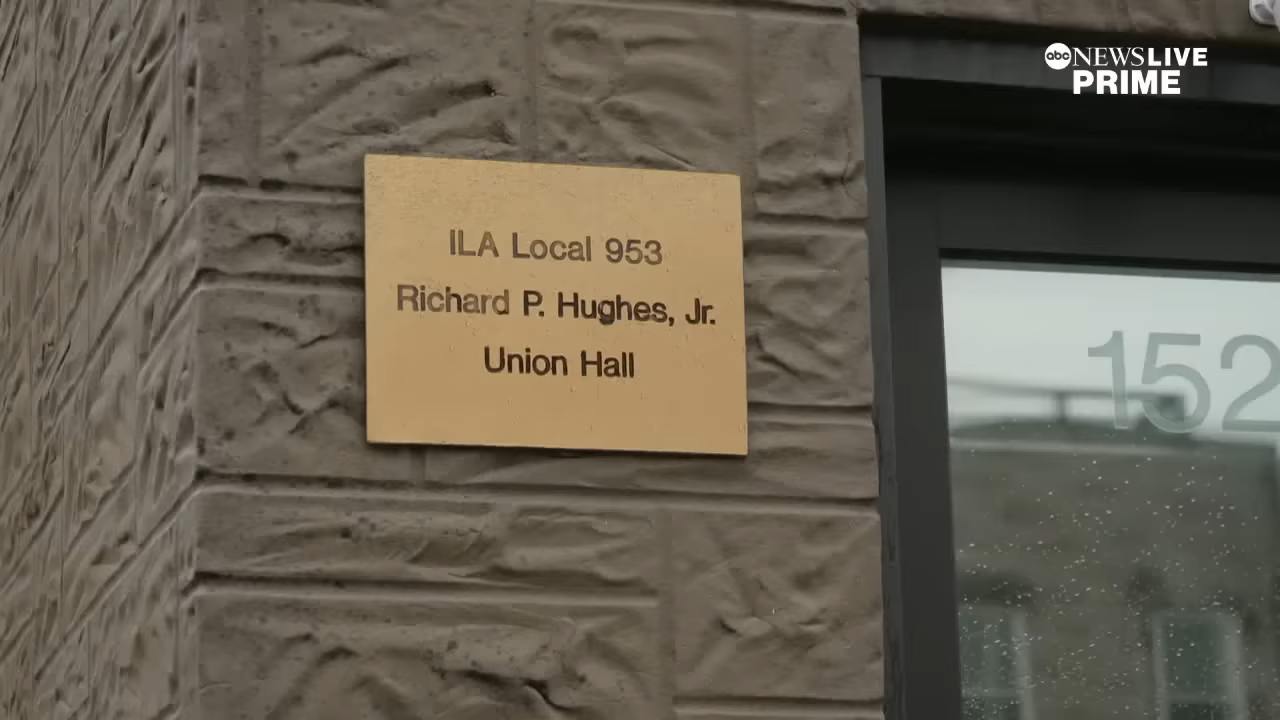 abc NEWS LIVE
PRIME
ILA Local 953
Richard P. Hughes, Jr.
Union Hall
152